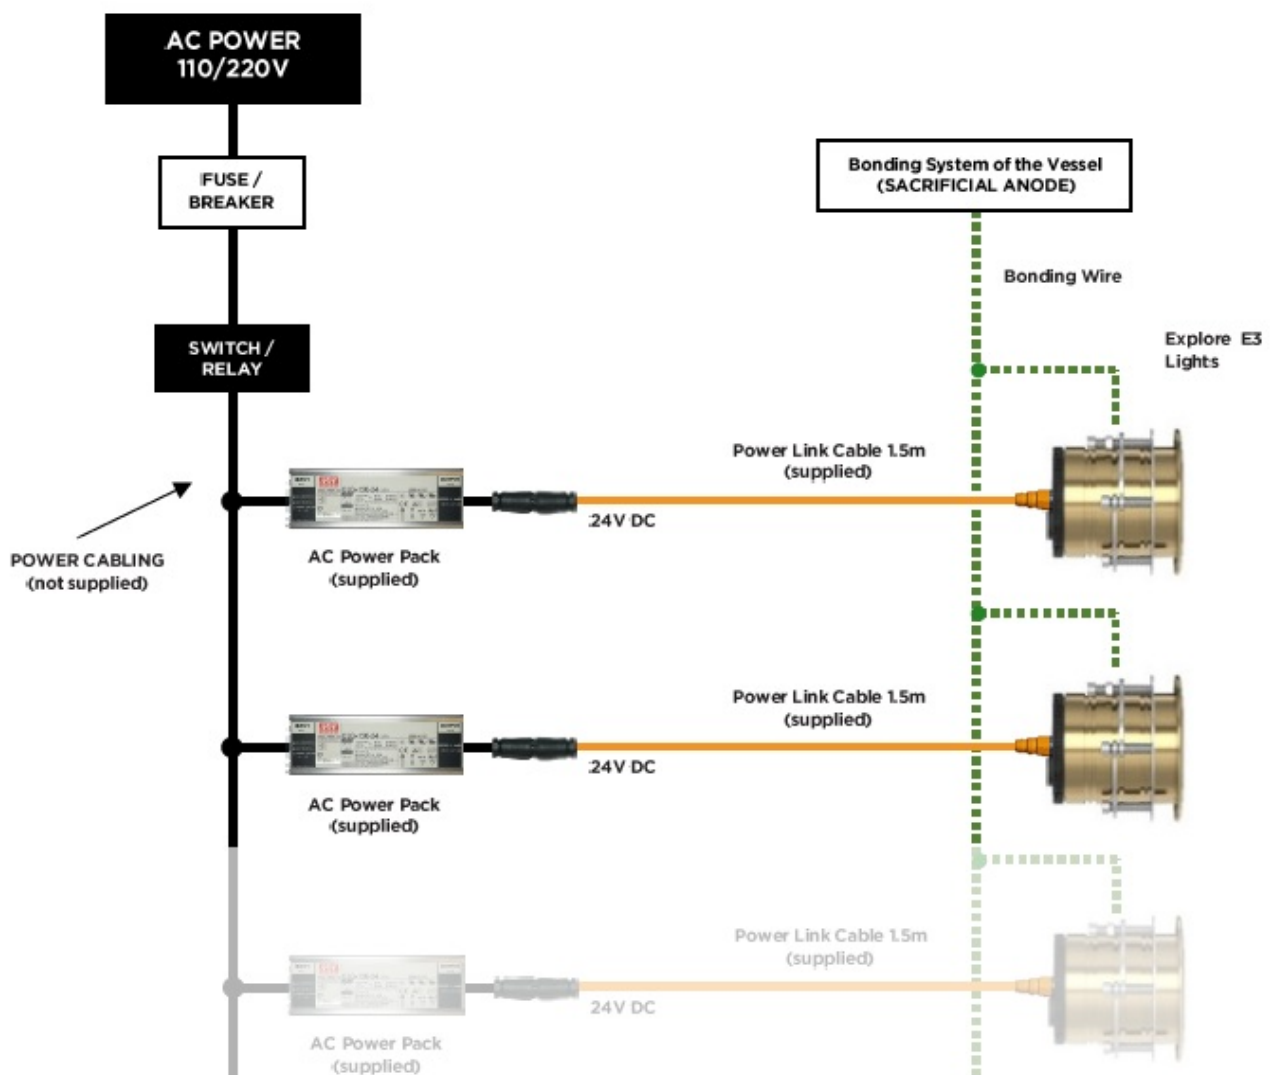 AC POWER
110/220V
FUSE /
BREAKER
Bonding System of the Vessel
(SACRIFICIAL ANODE)
Bonding Wire
SWITCH /
RELAY
Explore E3
Lights
Power Link Cable 1.5m
(supplied)
24V DC
POWER CABLING
(not supplied)
AC Power Pack
(supplied)
Power Link Cable 1.5m
(supplied)
24V DC
AC Power Pack
(supplied)
Power Link Cable 1.5m
(supplied)
24V DC
AC Power Pack
(supplied)